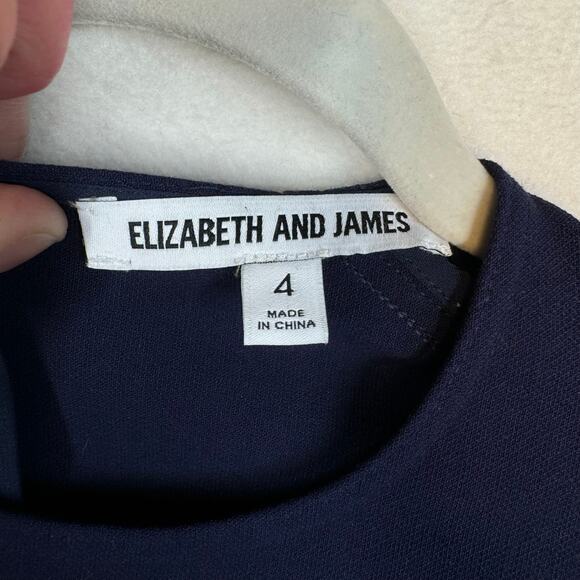 ELIZABETH AND JAMES
4
MADE
IN CHINA